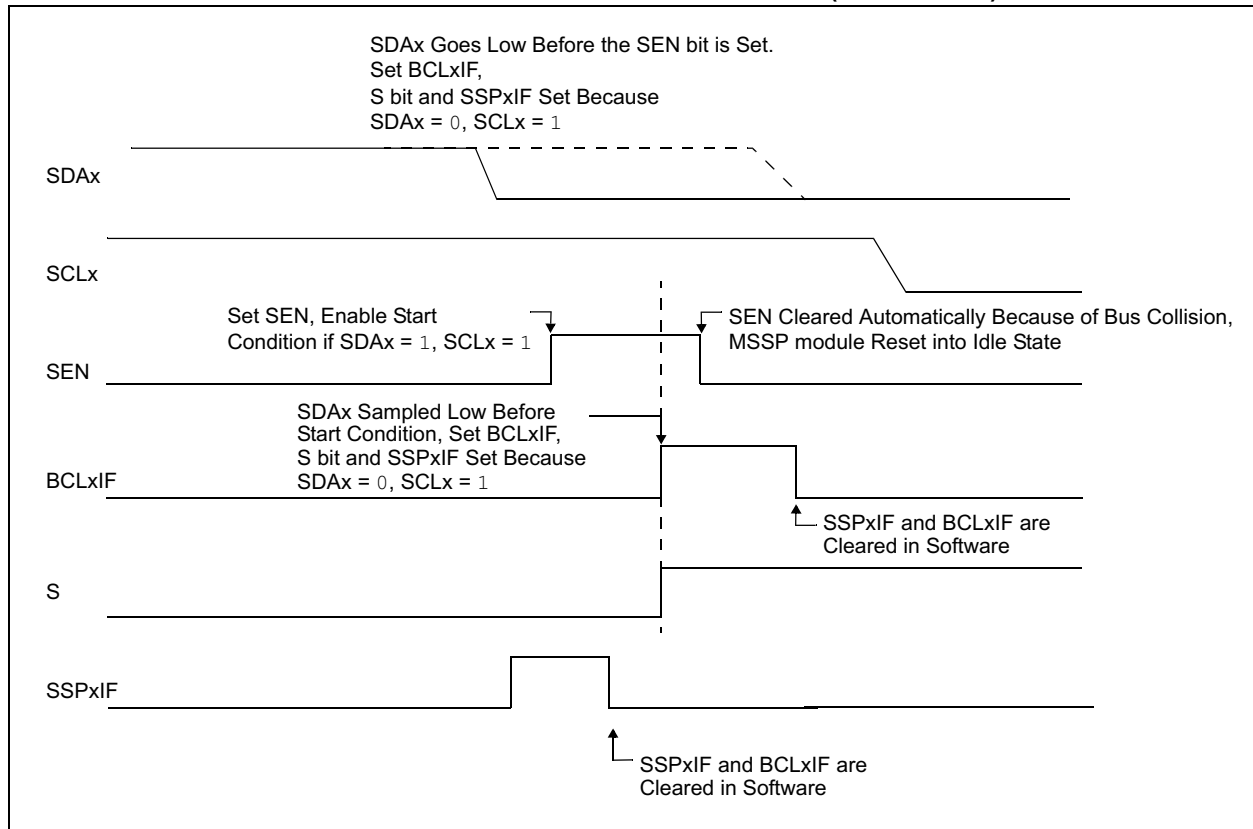 SDAx Goes Low Before the SEN bit is Set.
Set BCLxIF,
S bit and SSPxIF Set Because
SDAx = 0, SCLx = 1
SDAx
SCLx
Set SEN, Enable Start
Condition if SDAx = 1, SCLx = 1
SEN Cleared Automatically Because of Bus Collision,
MSSP module Reset into Idle State
SEN
SDAx Sampled Low Before
Start Condition, Set BCLxIF,
S bit and SSPxIF Set Because
SDAx = 0, SCLx = 1
BCLxIF
SSPxIF and BCLxIF are
Cleared in Software
S
SSPxIF
SSPxIF and BCLxIF are
Cleared in Software